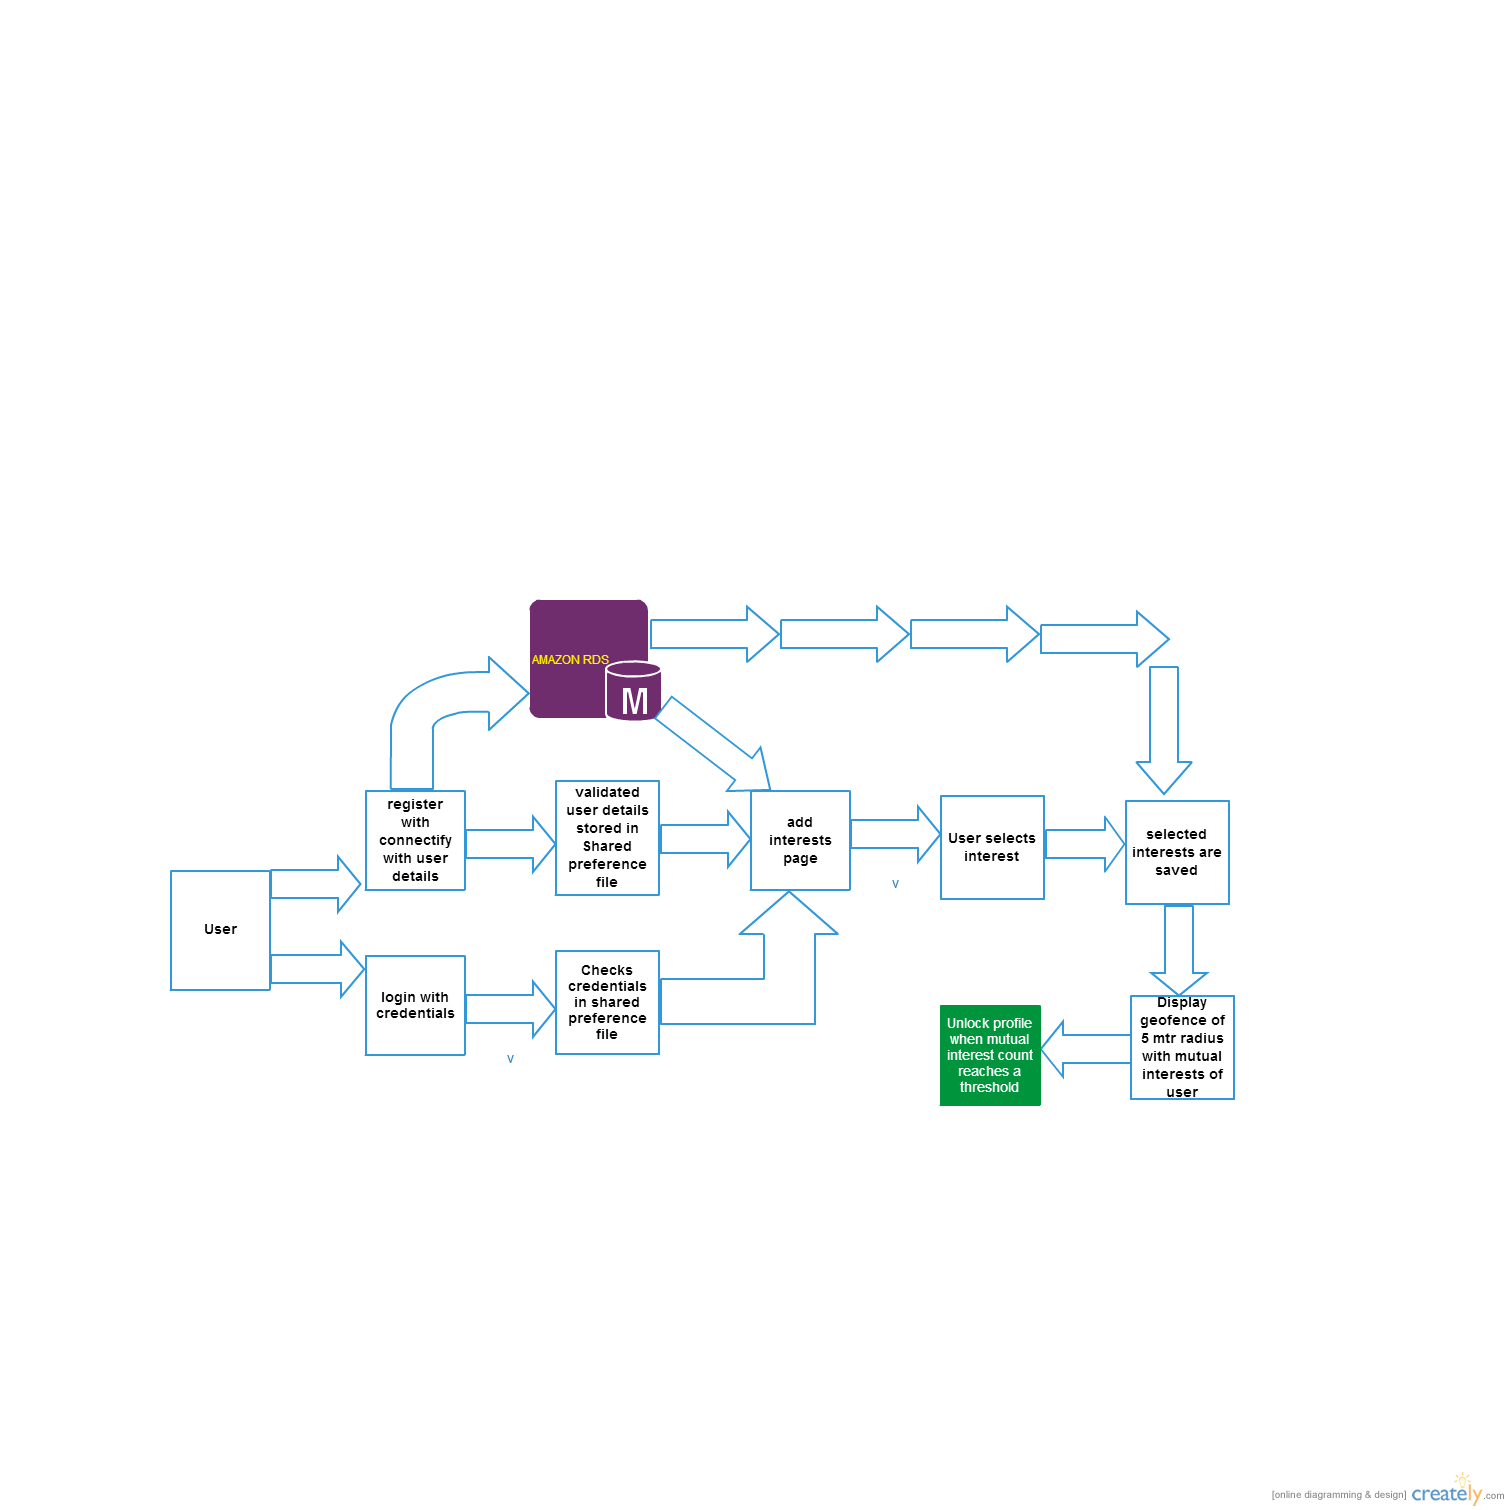 AMAZON RDS
M
register
with
connectify
with user
details
validated
user details
stored in
Shared
preference
file
add
interests
page
User selects
interest
selected
interests are
saved
v
User
login with
credentials
Checks
credentials
in shared
preference
file
v
Unlock profile
when mutual
interest count
reaches a
threshold
Display
geofence of
5 mtr radius
with mutual
interests of
user
[online diagramming & design] creately.com